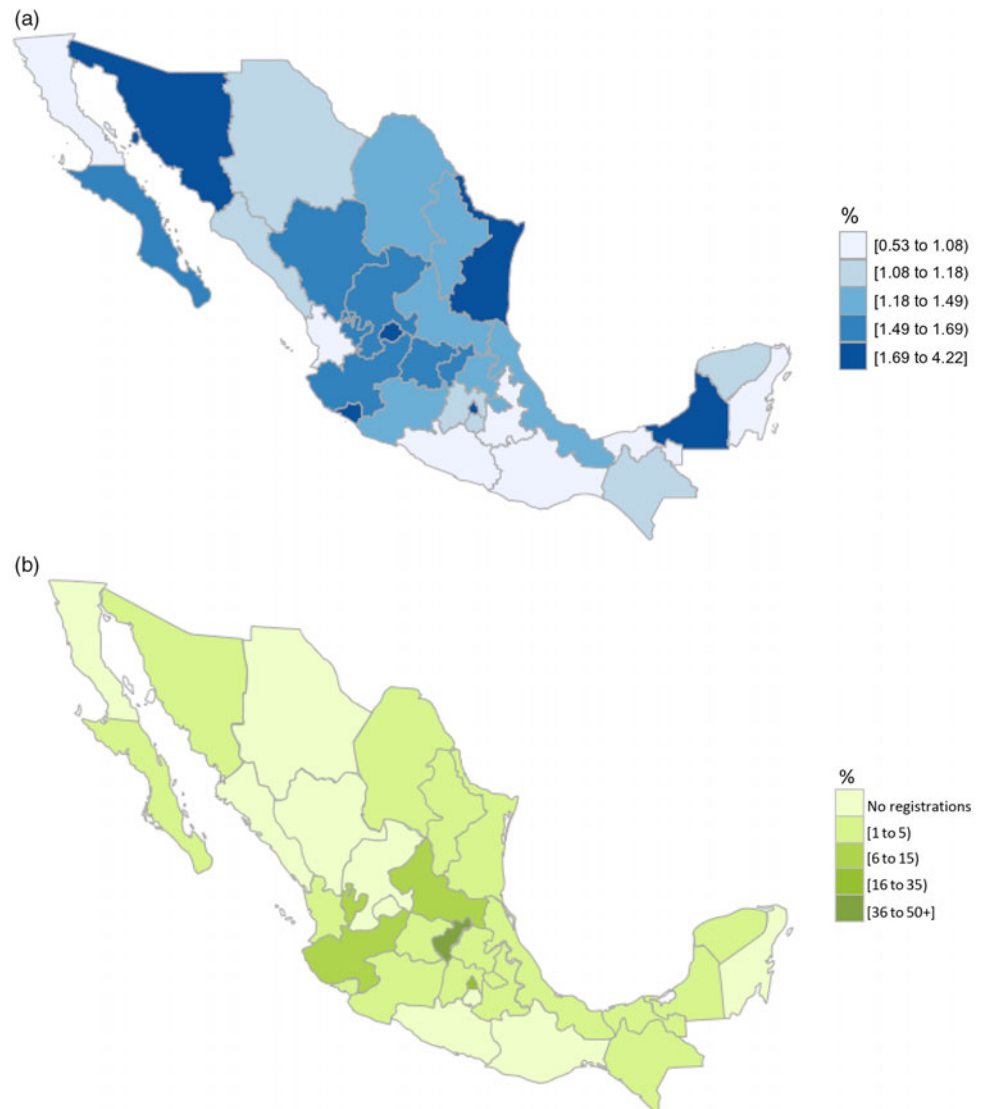 (a)
%
[0.53 to 1.08)
[1.08 to 1.18)
[1.18 to 1.49)
[1.49 to 1.69)
[1.69 to 4.22]
(b)
%
No registrations
[1 to 5)
[6 to 15)
[16 to 35)
[36 to 50+]